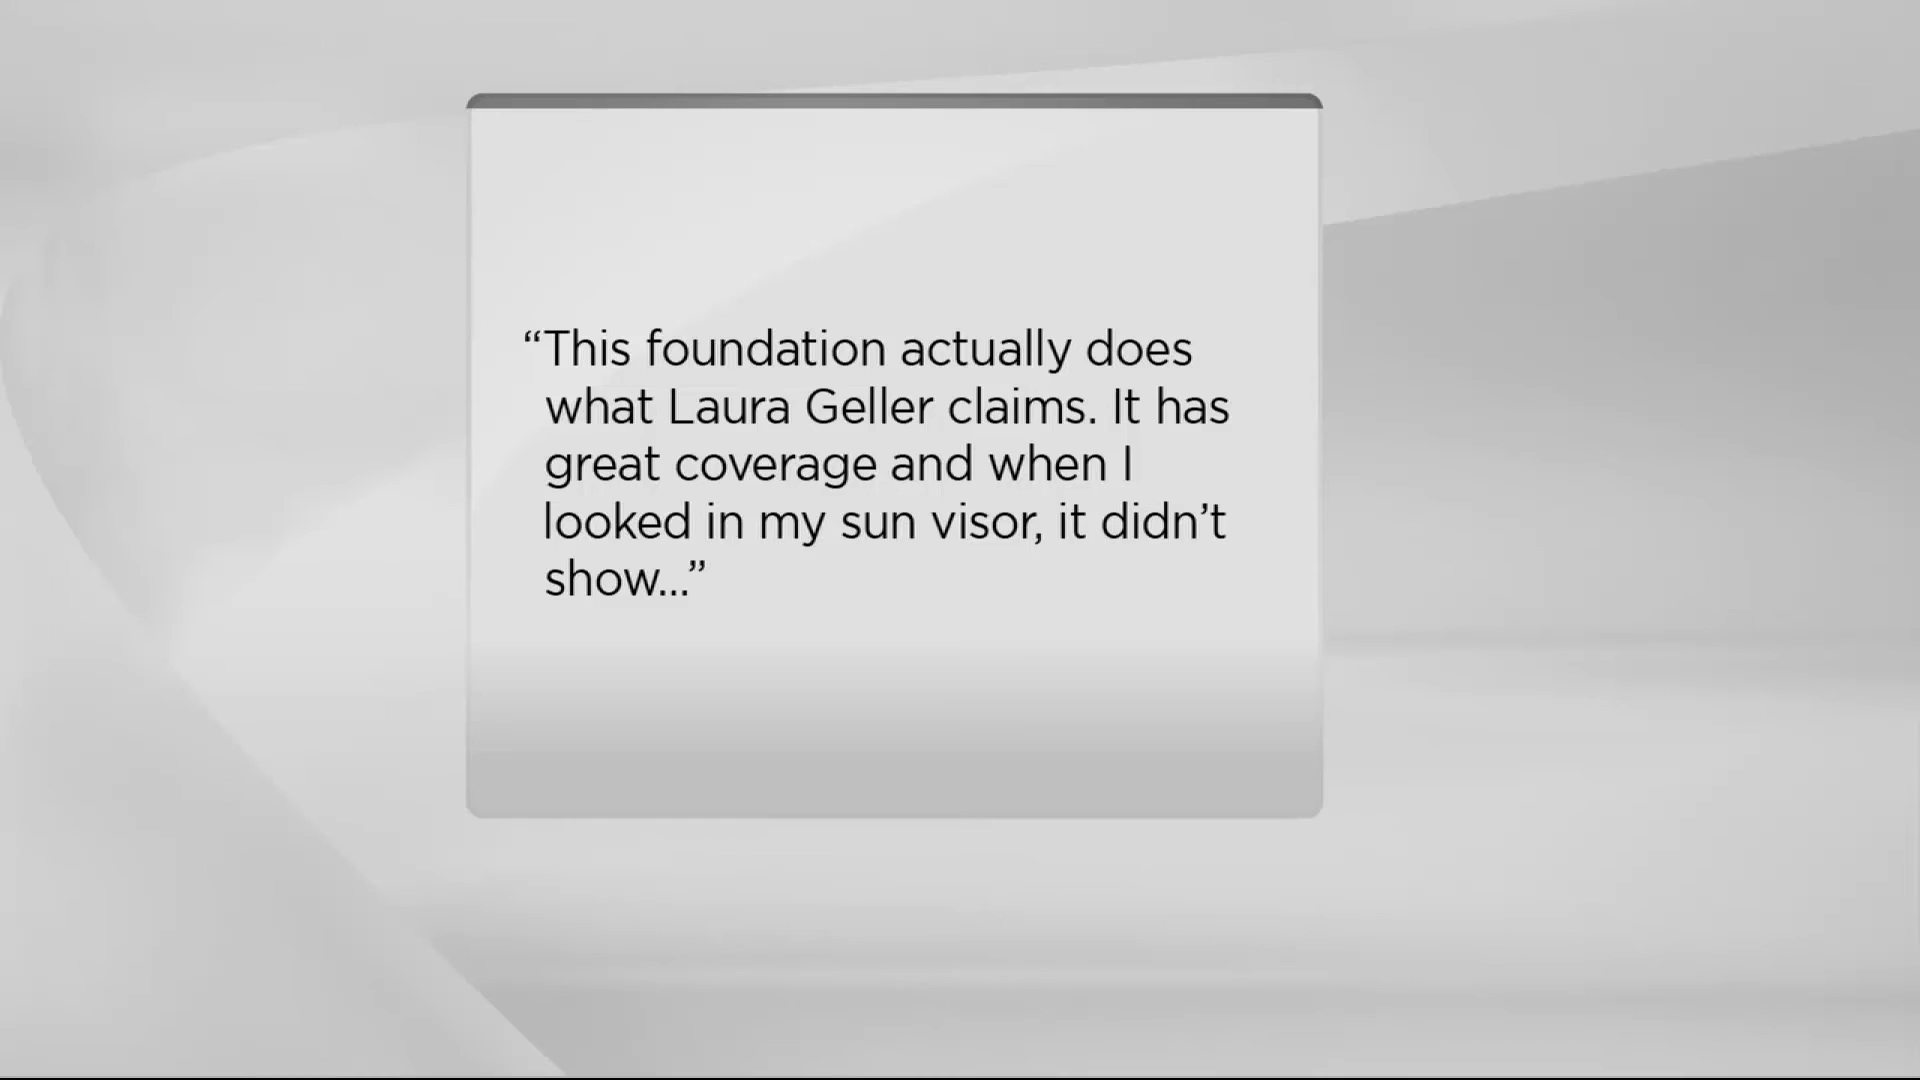 “This foundation actually does
what Laura Geller claims. It has
great coverage and when I
looked in my sun visor, it didn’t
show...”